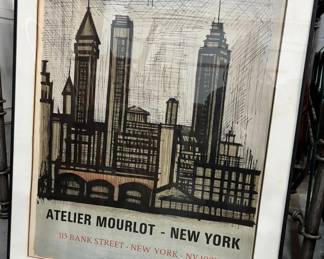 ATELIER MOURLOT - NEW YORK
115 BANK STREET - NEW YORK - NY